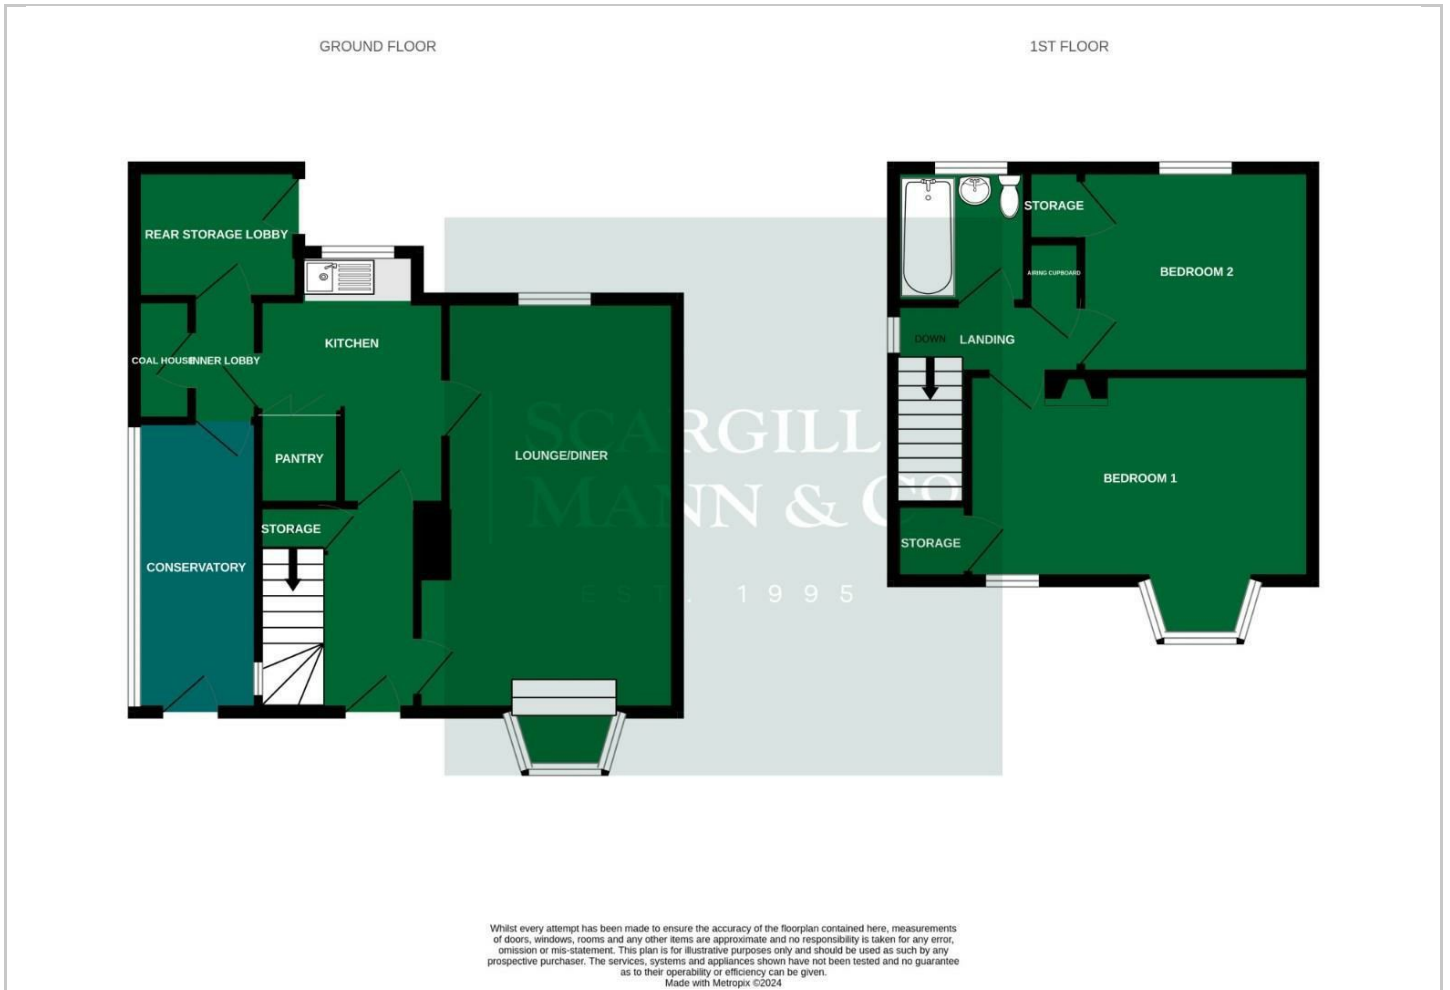 GROUND FLOOR
1ST FLOOR
REAR STORAGE LOBBY
KITCHEN
COAL HOUSE
INNER LOBBY
PANTRY
LOUNGE/DINER
STORAGE
CONSERVATORY
STORAGE
AIRING CUPBOARD
BEDROOM 2
DOWN
LANDING
BEDROOM 1
STORAGE
SCARGILL
MANN & CO
EST. 1995
Whilst every attempt has been made to ensure the accuracy of the floorplan contained here, measurements
of doors, windows, rooms and any other items are approximate and no responsibility is taken for any error,
omission or mis-statement. This plan is for illustrative purposes only and should be used as such by any
prospective purchaser. The services, systems and appliances shown have not been tested and no guarantee
as to their operability or efficiency can be given.
Made with Metropix ©2024